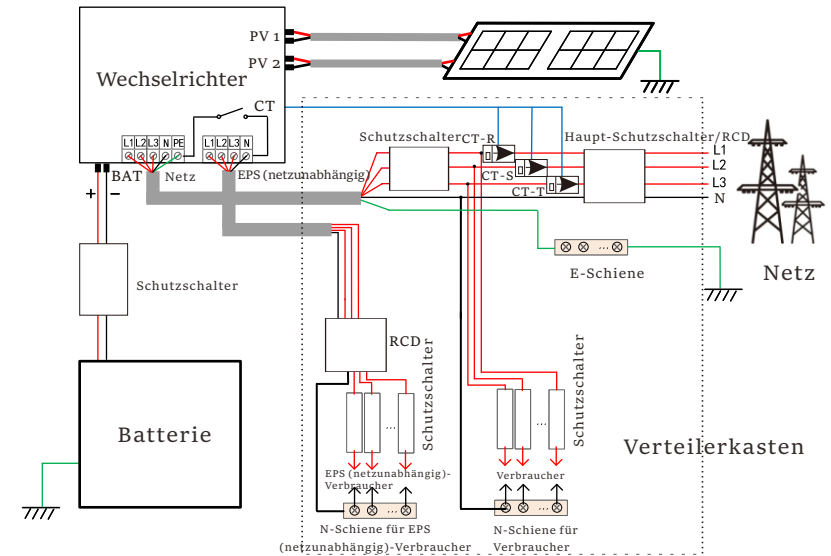 PV 1
PV 2
Wechselrichter
CT
L1 L2 L3 N PE
L1 L2 L3 N
+ BAT −
Netz
EPS (netzunabhängig)
Schutzschalter
CT-R
CT-S
CT-T
Haupt-Schutzschalter/RCD
L1
L2
L3
N
Netz
E-Schiene
Schutzschalter
Batterie
RCD
Schutzschalter
Schutzschalter
Verteilerkasten
...
...
...
EPS (netzunabhängig)-
Verbraucher
Verbraucher
...
...
N-Schiene für EPS
(netzunabhängig)-Verbraucher
N-Schiene für
Verbraucher